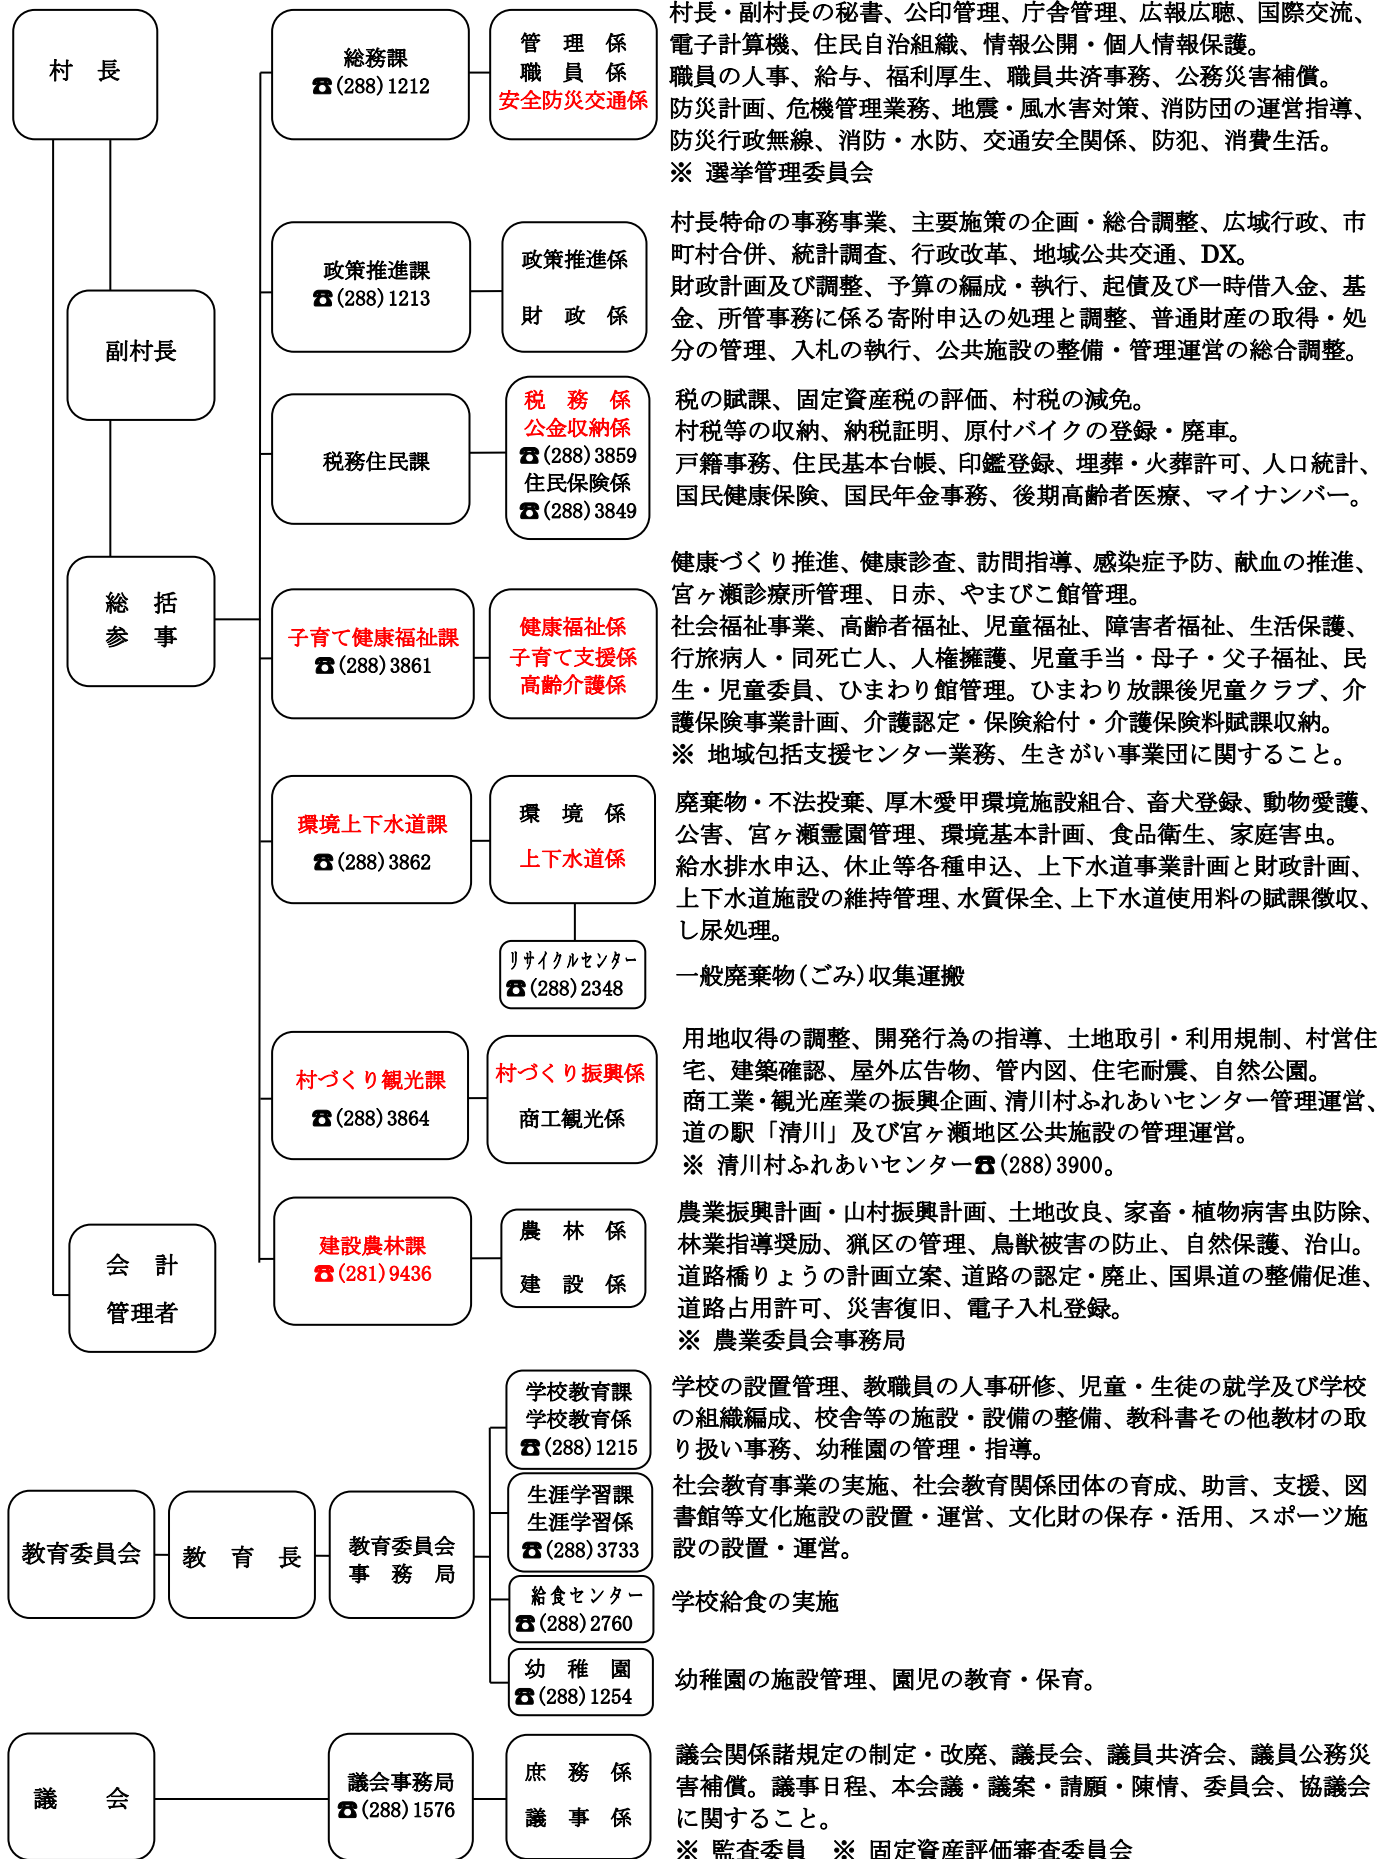 村　長
副村長
総　括
参　事
会　計
管理者
総務課
☎(288)1212
管　理　係
職　員　係
安全防災交通係
村長・副村長の秘書、公印管理、庁舎管理、広報広聴、国際交流、
電子計算機、住民自治組織、情報公開・個人情報保護。
職員の人事、給与、福利厚生、職員共済事務、公務災害補償。
防災計画、危機管理業務、地震・風水害対策、消防団の運営指導、
防災行政無線、消防・水防、交通安全関係、防犯、消費生活。
※ 選挙管理委員会
政策推進課
☎(288)1213
政策推進係
財　政　係
村長特命の事務事業、主要施策の企画・総合調整、広域行政、市
町村合併、統計調査、行政改革、地域公共交通、DX。
財政計画及び調整、予算の編成・執行、起債及び一時借入金、基
金、所管事務に係る寄附申込の処理と調整、普通財産の取得・処
分の管理、入札の執行、公共施設の整備・管理運営の総合調整。
税務住民課
税　務　係
公金収納係
☎(288)3859
住民保険係
☎(288)3849
税の賦課、固定資産税の評価、村税の減免。
村税等の収納、納税証明、原付バイクの登録・廃車。
戸籍事務、住民基本台帳、印鑑登録、埋葬・火葬許可、人口統計、
国民健康保険、国民年金事務、後期高齢者医療、マイナンバー。
子育て健康福祉課
☎(288)3861
健康福祉係
子育て支援係
高齢介護係
健康づくり推進、健康診査、訪問指導、感染症予防、献血の推進、
宮ヶ瀬診療所管理、日赤、やまびこ館管理。
社会福祉事業、高齢者福祉、児童福祉、障害者福祉、生活保護、
行旅病人・同死亡人、人権擁護、児童手当・母子・父子福祉、民
生・児童委員、ひまわり館管理。ひまわり放課後児童クラブ、介
護保険事業計画、介護認定・保険給付・介護保険料賦課収納。
※ 地域包括支援センター業務、生きがい事業団に関すること。
環境上下水道課
☎(288)3862
環　境　係
上下水道係
廃棄物・不法投棄、厚木愛甲環境施設組合、畜犬登録、動物愛護、
公害、宮ヶ瀬霊園管理、環境基本計画、食品衛生、家庭害虫。
給水排水申込、休止等各種申込、上下水道事業計画と財政計画、
上下水道施設の維持管理、水質保全、上下水道使用料の賦課徴収、
し尿処理。
リサイクルセンター
☎(288)2348
一般廃棄物(ごみ)収集運搬
村づくり観光課
☎(288)3864
村づくり振興係
商工観光係
用地収得の調整、開発行為の指導、土地取引・利用規制、村営住
宅、建築確認、屋外広告物、管内図、住宅耐震、自然公園。
商工業・観光産業の振興企画、清川村ふれあいセンター管理運営、
道の駅「清川」及び宮ヶ瀬地区公共施設の管理運営。
※ 清川村ふれあいセンター☎(288)3900。
建設農林課
☎(281)9436
農　林　係
建　設　係
農業振興計画・山村振興計画、土地改良、家畜・植物病害虫防除、
林業指導奨励、猟区の管理、鳥獣被害の防止、自然保護、治山。
道路橋りょうの計画立案、道路の認定・廃止、国県道の整備促進、
道路占用許可、災害復旧、電子入札登録。
※ 農業委員会事務局
教育委員会
教　育　長
教育委員会
事　務　局
学校教育課
学校教育係
☎(288)1215
学校の設置管理、教職員の人事研修、児童・生徒の就学及び学校
の組織編成、校舎等の施設・設備の整備、教科書その他教材の取
り扱い事務、幼稚園の管理・指導。
生涯学習課
生涯学習係
☎(288)3733
社会教育事業の実施、社会教育関係団体の育成、助言、支援、図
書館等文化施設の設置・運営、文化財の保存・活用、スポーツ施
設の設置・運営。
給食センター
☎(288)2760
学校給食の実施
幼　稚　園
☎(288)1254
幼稚園の施設管理、園児の教育・保育。
議　　会
議会事務局
☎(288)1576
庶　務　係
議　事　係
議会関係諸規定の制定・改廃、議長会、議員共済会、議員公務災
害補償。議事日程、本会議・議案・請願・陳情、委員会、協議会
に関すること。
※ 監査委員　※ 固定資産評価審査委員会